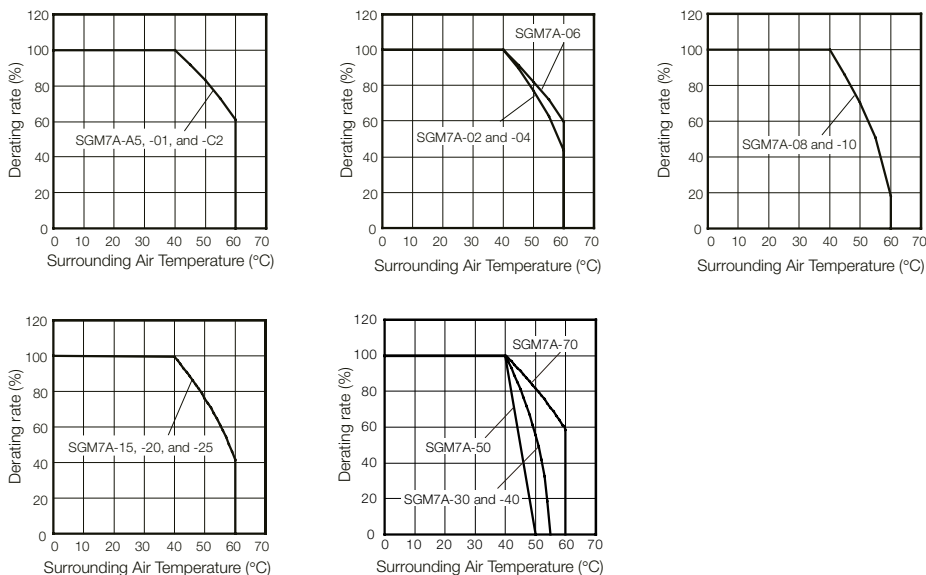 120
100
80
60
40
20
0
Derating rate (%)
SGM7A-A5, -01, and -C2
0 10 20 30 40 50 60 70
Surrounding Air Temperature (°C)
120
100
80
60
40
20
0
Derating rate (%)
SGM7A-06
SGM7A-02 and -04
0 10 20 30 40 50 60 70
Surrounding Air Temperature (°C)
120
100
80
60
40
20
0
Derating rate (%)
SGM7A-08 and -10
0 10 20 30 40 50 60 70
Surrounding Air Temperature (°C)
120
100
80
60
40
20
0
Derating rate (%)
SGM7A-15, -20, and -25
0 10 20 30 40 50 60 70
Surrounding Air Temperature (°C)
120
100
80
60
40
20
0
Derating rate (%)
SGM7A-70
SGM7A-50
SGM7A-30 and -40
0 10 20 30 40 50 60 70
Surrounding Air Temperature (°C)